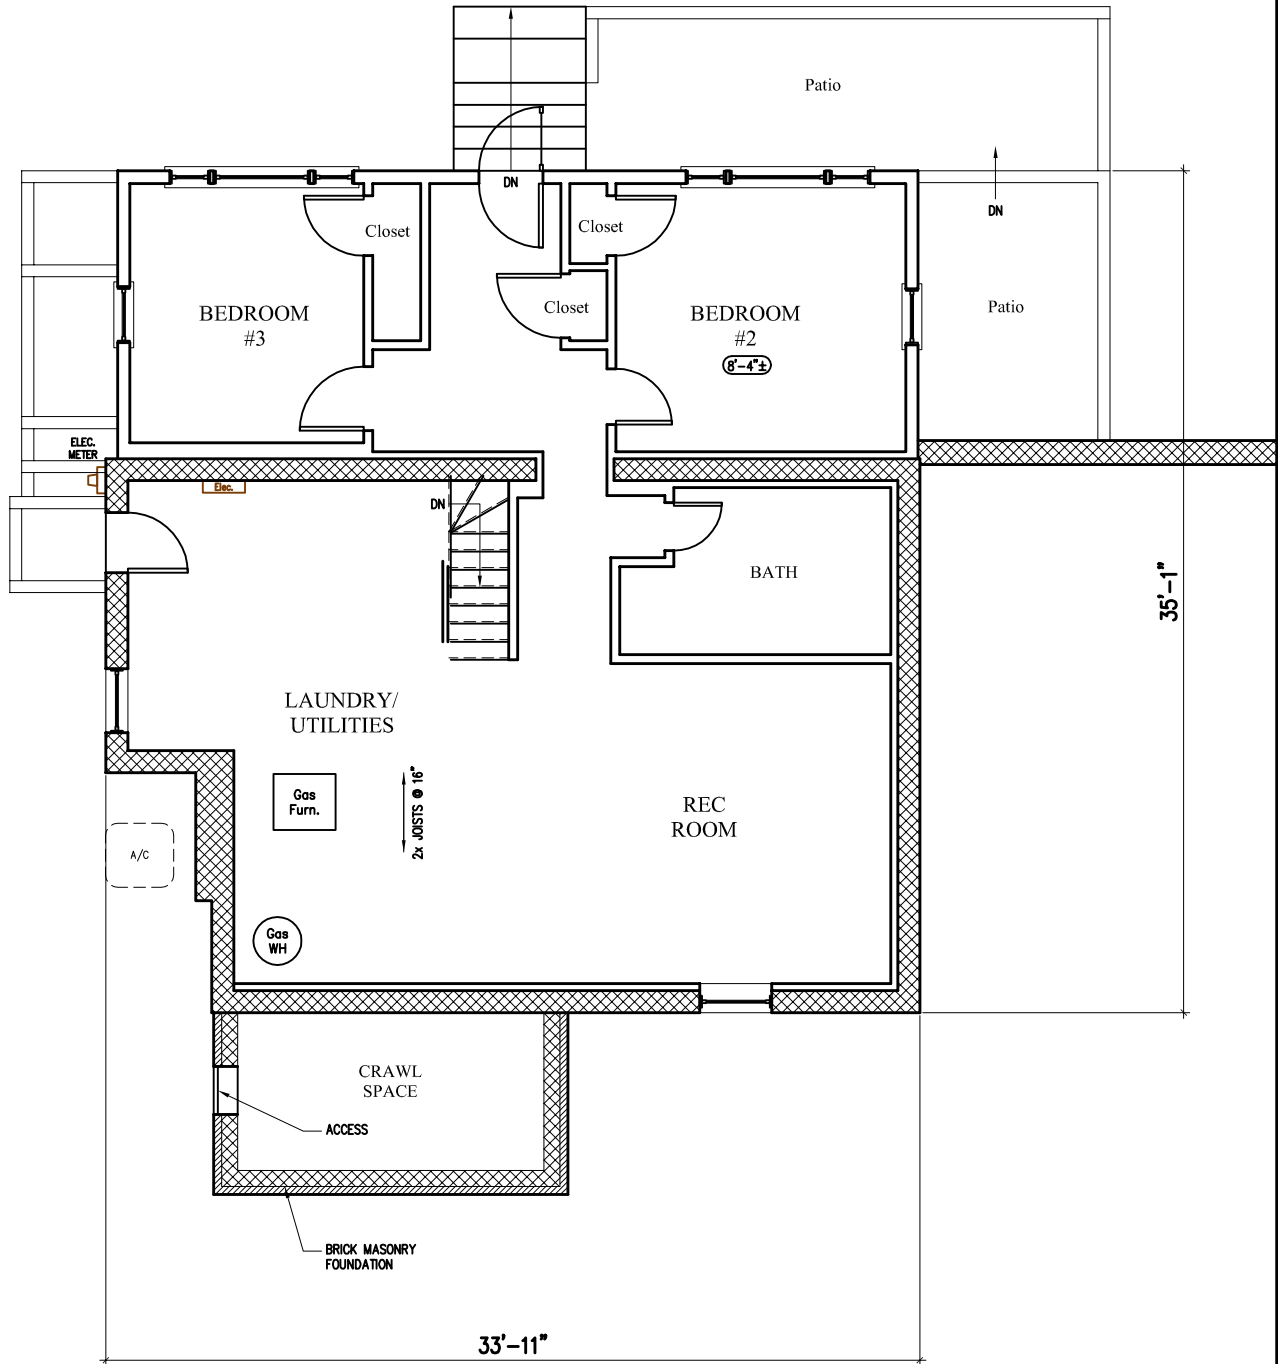 Patio
DN
DN
Closet
Closet
BEDROOM
#3
Closet
BEDROOM
#2
8'-4"±
Patio
ELEC.
METER
Elec.
DN
BATH
35'-1"
LAUNDRY/
UTILITIES
Gas
Furn.
2x JOISTS @ 16"
REC
ROOM
A/C
Gas
WH
CRAWL
SPACE
ACCESS
BRICK MASONRY
FOUNDATION
33'-11"